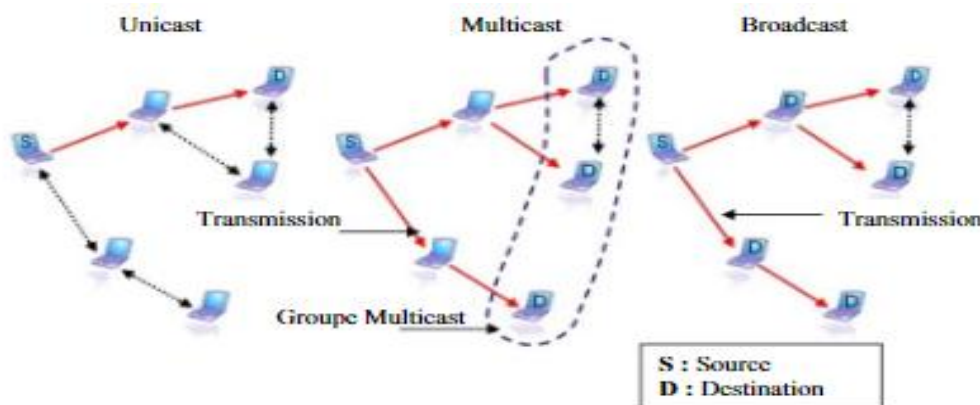 Unicast
Multicast
Broadcast
D
D
D
D
S
S
S
D
D
Transmission
Transmission
D
D
D
Groupe Multicast
S : Source
D : Destination